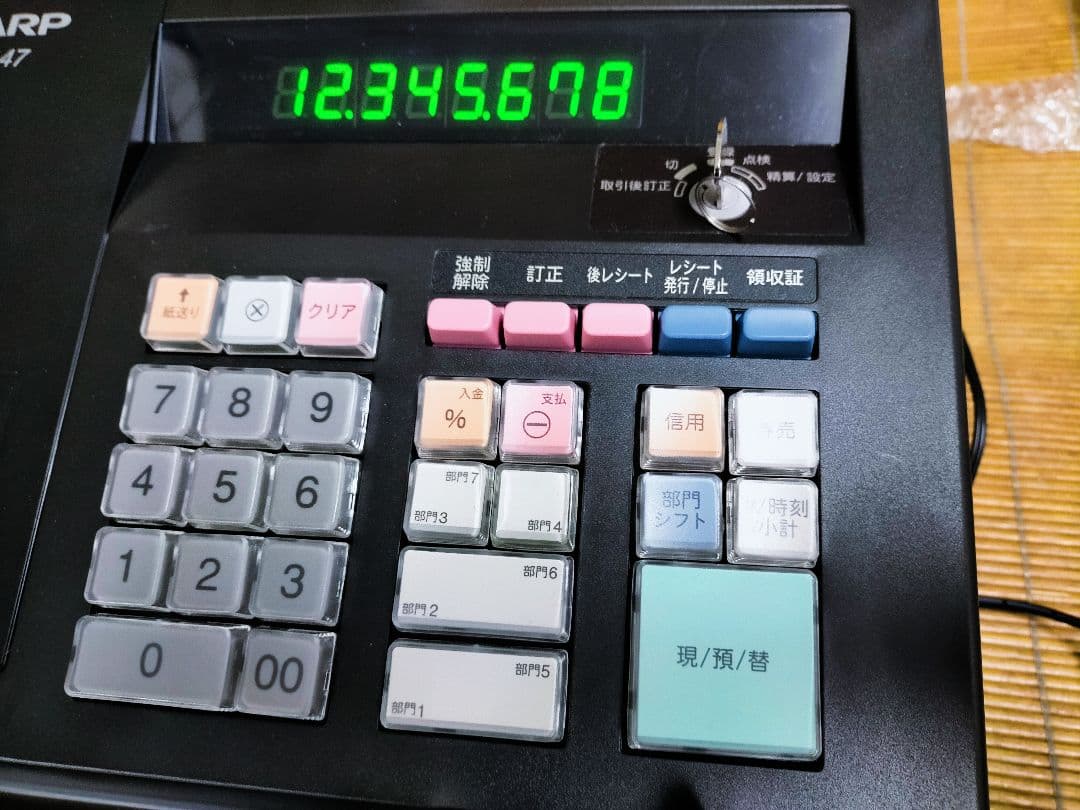 ARP
47
12.345.678
切
点検
取引後訂正
精算/設定
強制
解除
訂正
後レシート
レシート
発行/停止
領収証
↑
紙送り
⊗
クリア
7
8
9
入金
%
支払
⊖
信用
4
5
6
部門7
部門3
部門4
部門
シフト
/時刻
小計
1
2
3
部門6
部門2
0
00
部門5
部門1
現/預/替